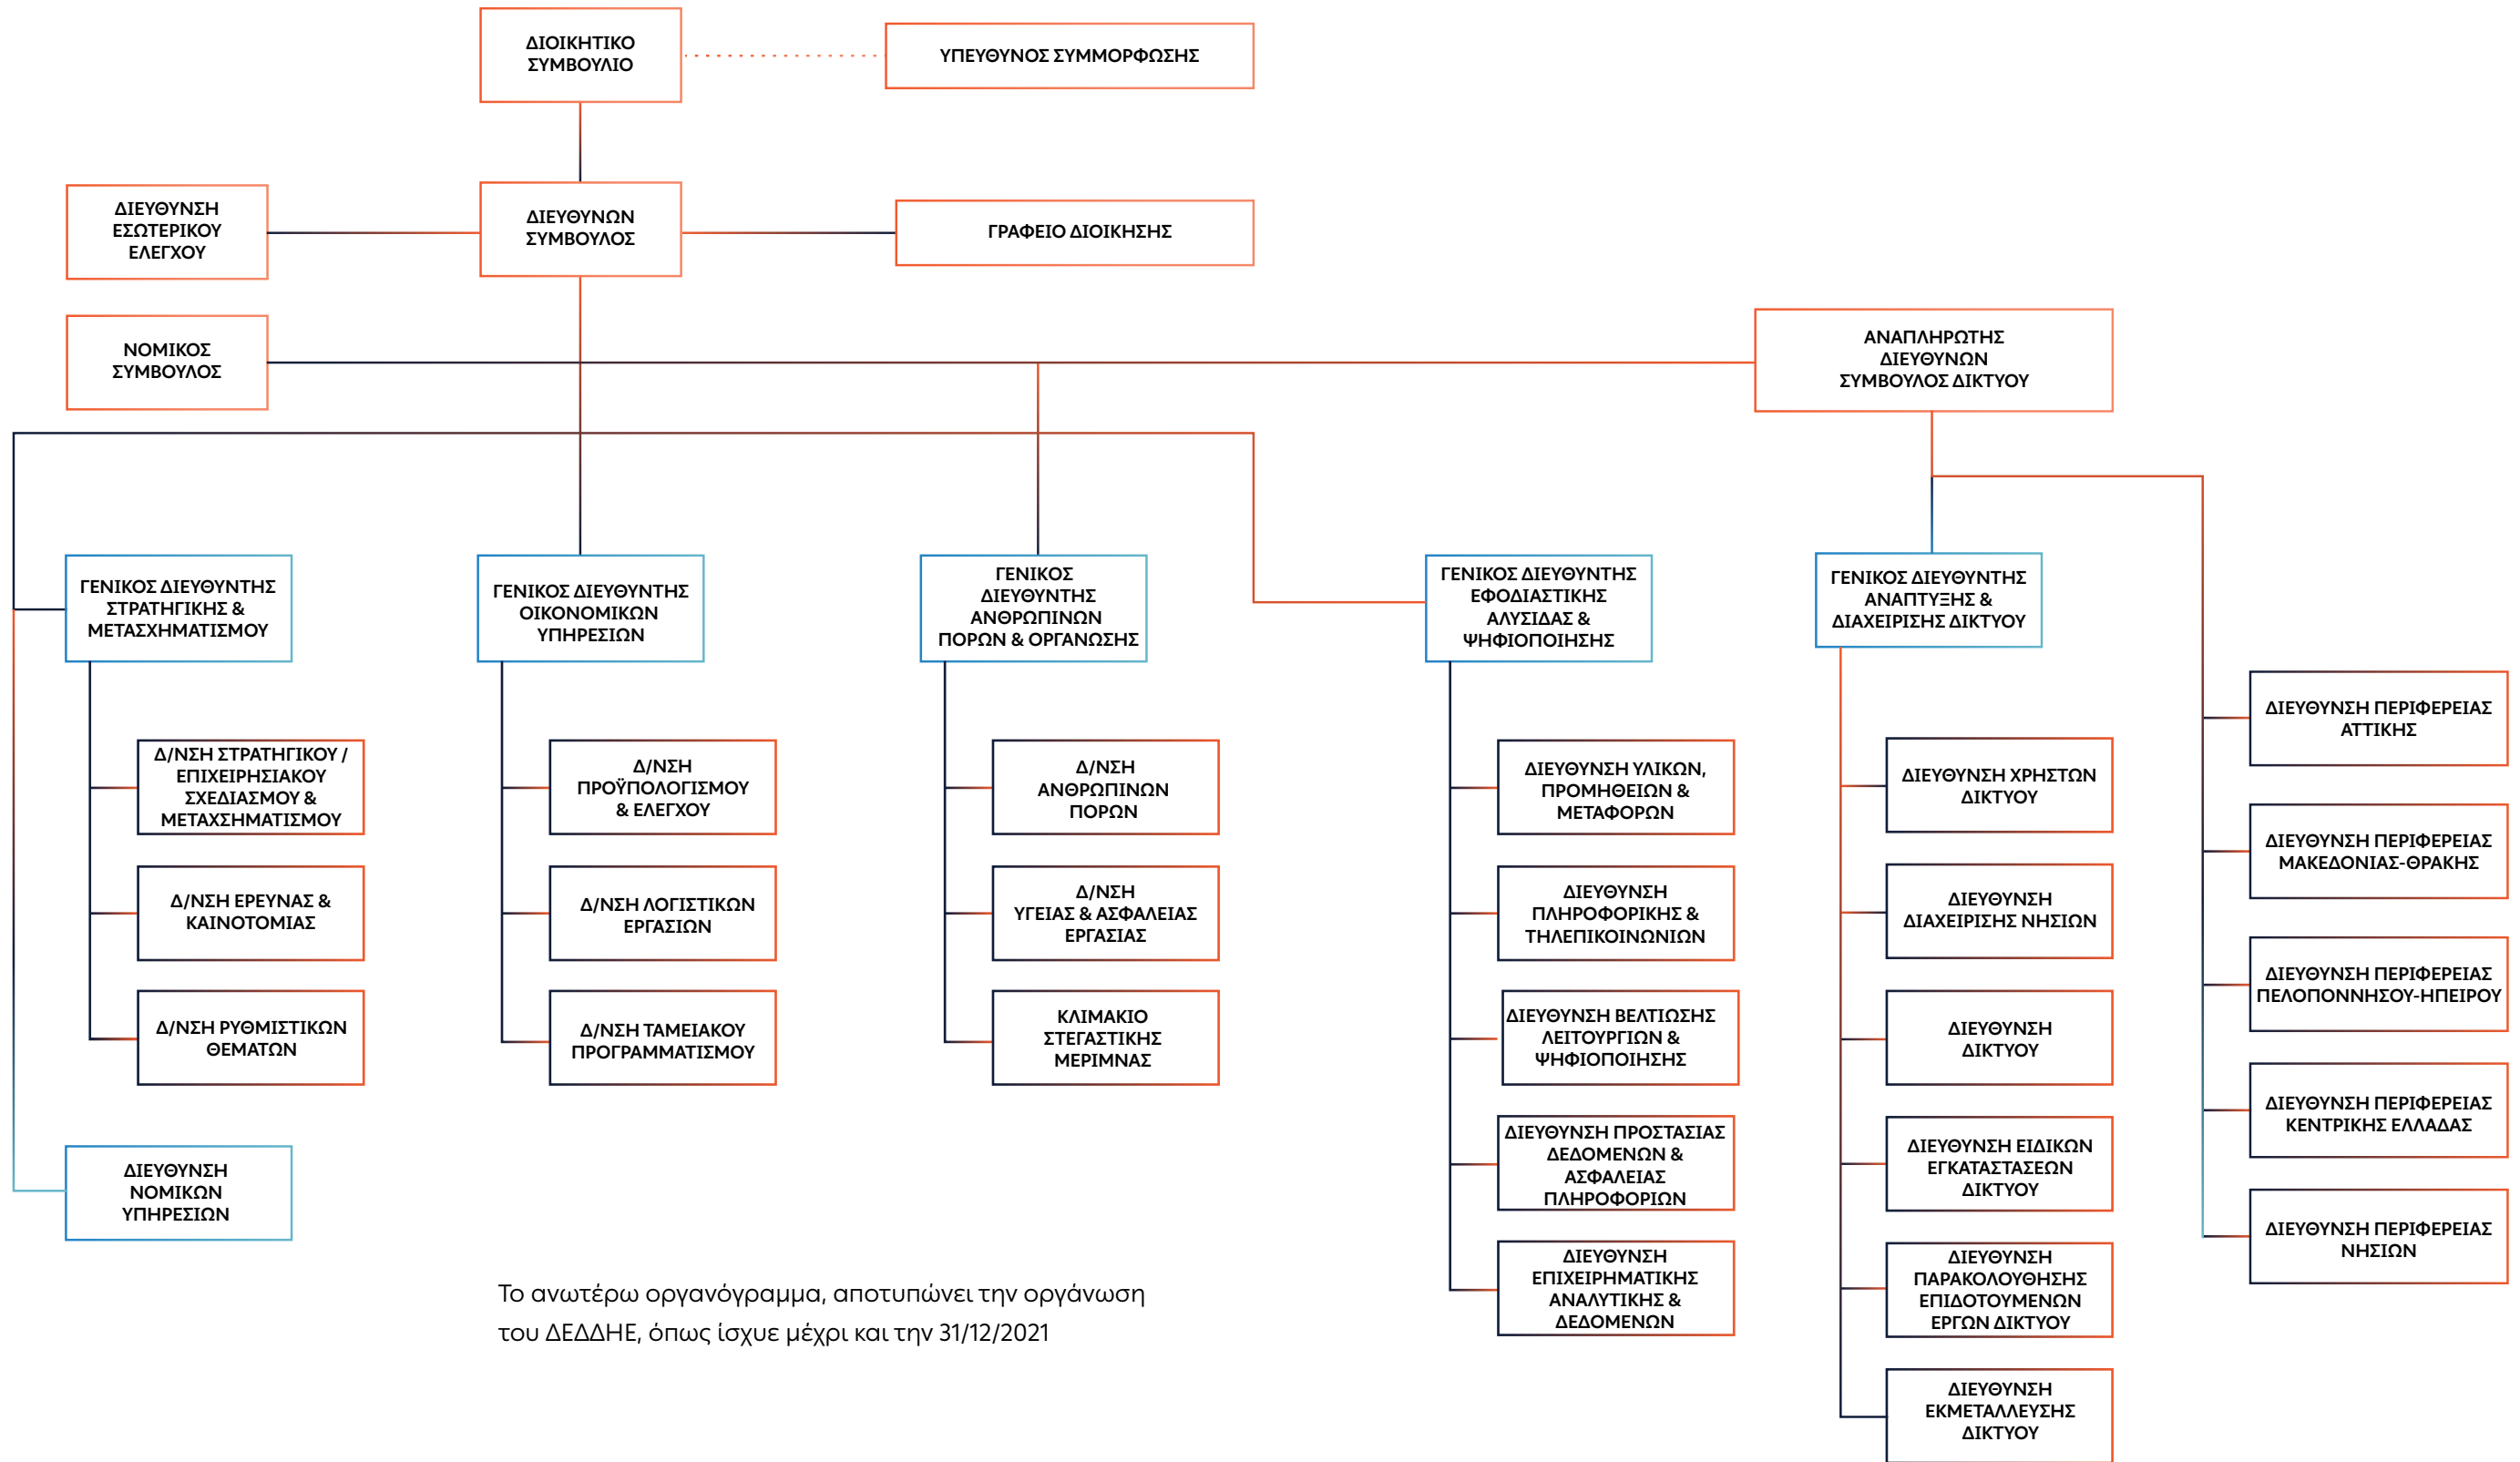 ΔΙΟΙΚΗΤΙΚΟ
ΣΥΜΒΟΥΛΙΟ
ΥΠΕΥΘΥΝΟΣ ΣΥΜΜΟΡΦΩΣΗΣ
ΔΙΕΥΘΥΝΣΗ
ΕΣΩΤΕΡΙΚΟΥ
ΕΛΕΓΧΟΥ
ΔΙΕΥΘΥΝΩΝ
ΣΥΜΒΟΥΛΟΣ
ΓΡΑΦΕΙΟ ΔΙΟΙΚΗΣΗΣ
ΝΟΜΙΚΟΣ
ΣΥΜΒΟΥΛΟΣ
ΑΝΑΠΛΗΡΩΤΗΣ
ΔΙΕΥΘΥΝΩΝ
ΣΥΜΒΟΥΛΟΣ ΔΙΚΤΥΟΥ
ΓΕΝΙΚΟΣ ΔΙΕΥΘΥΝΤΗΣ
ΣΤΡΑΤΗΓΙΚΗΣ &
ΜΕΤΑΣΧΗΜΑΤΙΣΜΟΥ
Δ/ΝΣΗ ΣΤΡΑΤΗΓΙΚΟΥ /
ΕΠΙΧΕΙΡΗΣΙΑΚΟΥ
ΣΧΕΔΙΑΣΜΟΥ &
ΜΕΤΑΧΣΗΜΑΤΙΣΜΟΥ
Δ/ΝΣΗ ΕΡΕΥΝΑΣ &
ΚΑΙΝΟΤΟΜΙΑΣ
Δ/ΝΣΗ ΡΥΘΜΙΣΤΙΚΩΝ
ΘΕΜΑΤΩΝ
ΔΙΕΥΘΥΝΣΗ
ΝΟΜΙΚΩΝ
ΥΠΗΡΕΣΙΩΝ
ΓΕΝΙΚΟΣ ΔΙΕΥΘΥΝΤΗΣ
ΟΙΚΟΝΟΜΙΚΩΝ
ΥΠΗΡΕΣΙΩΝ
Δ/ΝΣΗ
ΠΡΟΫΠΟΛΟΓΙΣΜΟΥ
& ΕΛΕΓΧΟΥ
Δ/ΝΣΗ ΛΟΓΙΣΤΙΚΩΝ
ΕΡΓΑΣΙΩΝ
Δ/ΝΣΗ ΤΑΜΕΙΑΚΟΥ
ΠΡΟΓΡΑΜΜΑΤΙΣΜΟΥ
ΓΕΝΙΚΟΣ
ΔΙΕΥΘΥΝΤΗΣ
ΑΝΘΡΩΠΙΝΩΝ
ΠΟΡΩΝ & ΟΡΓΑΝΩΣΗΣ
Δ/ΝΣΗ
ΑΝΘΡΩΠΙΝΩΝ
ΠΟΡΩΝ
Δ/ΝΣΗ
ΥΓΕΙΑΣ & ΑΣΦΑΛΕΙΑΣ
ΕΡΓΑΣΙΑΣ
ΚΛΙΜΑΚΙΟ
ΣΤΕΓΑΣΤΙΚΗΣ
ΜΕΡΙΜΝΑΣ
ΓΕΝΙΚΟΣ ΔΙΕΥΘΥΝΤΗΣ
ΕΦΟΔΙΑΣΤΙΚΗΣ
ΑΛΥΣΙΔΑΣ &
ΨΗΦΙΟΠΟΙΗΣΗΣ
ΔΙΕΥΘΥΝΣΗ ΥΛΙΚΩΝ,
ΠΡΟΜΗΘΕΙΩΝ &
ΜΕΤΑΦΟΡΩΝ
ΔΙΕΥΘΥΝΣΗ
ΠΛΗΡΟΦΟΡΙΚΗΣ &
ΤΗΛΕΠΙΚΟΙΝΩΝΙΩΝ
ΔΙΕΥΘΥΝΣΗ ΒΕΛΤΙΩΣΗΣ
ΛΕΙΤΟΥΡΓΙΩΝ &
ΨΗΦΙΟΠΟΙΗΣΗΣ
ΔΙΕΥΘΥΝΣΗ ΠΡΟΣΤΑΣΙΑΣ
ΔΕΔΟΜΕΝΩΝ &
ΑΣΦΑΛΕΙΑΣ
ΠΛΗΡΟΦΟΡΙΩΝ
ΔΙΕΥΘΥΝΣΗ
ΕΠΙΧΕΙΡΗΜΑΤΙΚΗΣ
ΑΝΑΛΥΤΙΚΗΣ &
ΔΕΔΟΜΕΝΩΝ
ΓΕΝΙΚΟΣ ΔΙΕΥΘΥΝΤΗΣ
ΑΝΑΠΤΥΞΗΣ &
ΔΙΑΧΕΙΡΙΣΗΣ ΔΙΚΤΥΟΥ
ΔΙΕΥΘΥΝΣΗ ΧΡΗΣΤΩΝ
ΔΙΚΤΥΟΥ
ΔΙΕΥΘΥΝΣΗ
ΔΙΑΧΕΙΡΙΣΗΣ ΝΗΣΙΩΝ
ΔΙΕΥΘΥΝΣΗ
ΔΙΚΤΥΟΥ
ΔΙΕΥΘΥΝΣΗ ΕΙΔΙΚΩΝ
ΕΓΚΑΤΑΣΤΑΣΕΩΝ
ΔΙΚΤΥΟΥ
ΔΙΕΥΘΥΝΣΗ
ΠΑΡΑΚΟΛΟΥΘΗΣΗΣ
ΕΠΙΔΟΤΟΥΜΕΝΩΝ
ΕΡΓΩΝ ΔΙΚΤΥΟΥ
ΔΙΕΥΘΥΝΣΗ
ΕΚΜΕΤΑΛΛΕΥΣΗΣ
ΔΙΚΤΥΟΥ
ΔΙΕΥΘΥΝΣΗ ΠΕΡΙΦΕΡΕΙΑΣ
ΑΤΤΙΚΗΣ
ΔΙΕΥΘΥΝΣΗ ΠΕΡΙΦΕΡΕΙΑΣ
ΜΑΚΕΔΟΝΙΑΣ-ΘΡΑΚΗΣ
ΔΙΕΥΘΥΝΣΗ ΠΕΡΙΦΕΡΕΙΑΣ
ΠΕΛΟΠΟΝΝΗΣΟΥ-ΗΠΕΙΡΟΥ
ΔΙΕΥΘΥΝΣΗ ΠΕΡΙΦΕΡΕΙΑΣ
ΚΕΝΤΡΙΚΗΣ ΕΛΛΑΔΑΣ
ΔΙΕΥΘΥΝΣΗ ΠΕΡΙΦΕΡΕΙΑΣ
ΝΗΣΙΩΝ
Το ανωτέρω οργανόγραμμα, αποτυπώνει την οργάνωση
του ΔΕΔΔΗΕ, όπως ίσχυε μέχρι και την 31/12/2021